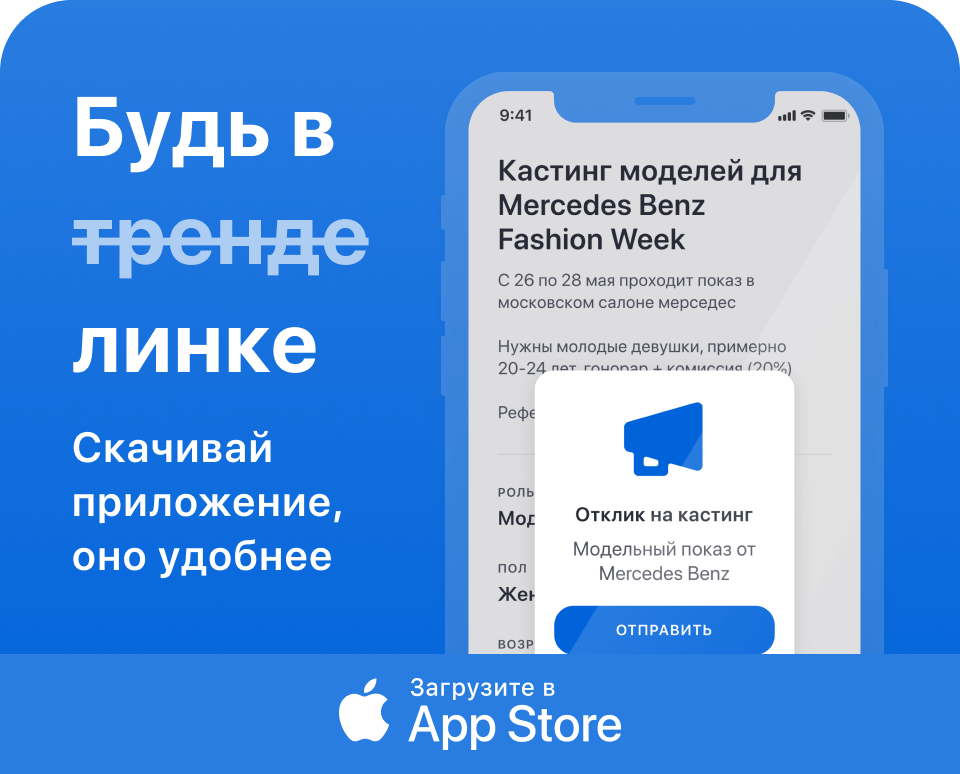 Будь в
тренде
линке
Скачивай
приложение,
оно удобнее
9:41
Кастинг моделей для
Mercedes Benz
Fashion Week
С 26 по 28 мая проходит показ в
московском салоне мерседес
Нужны молодые девушки, примерно
20-24 лет, гонорар + комиссия (20%)
Отклик на кастинг
Модельный показ от
Mercedes Benz
ПОЛ
ОТПРАВИТЬ
Загрузите в
App Store